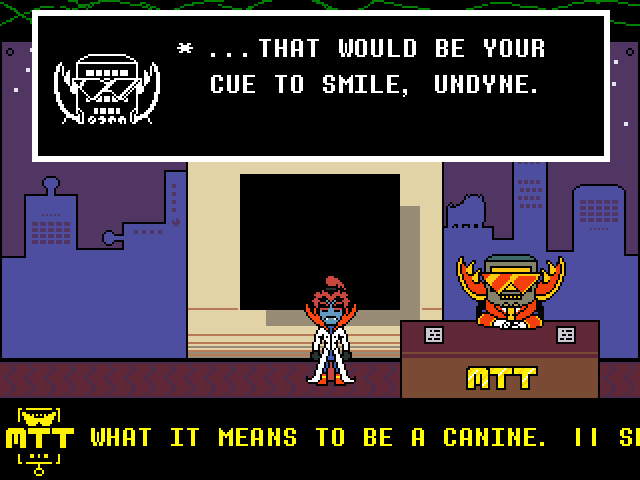 * ...THAT WOULD BE YOUR
CUE TO SMILE, UNDYNE.
MTT
MTT WHAT IT MEANS TO BE A CANINE. || S